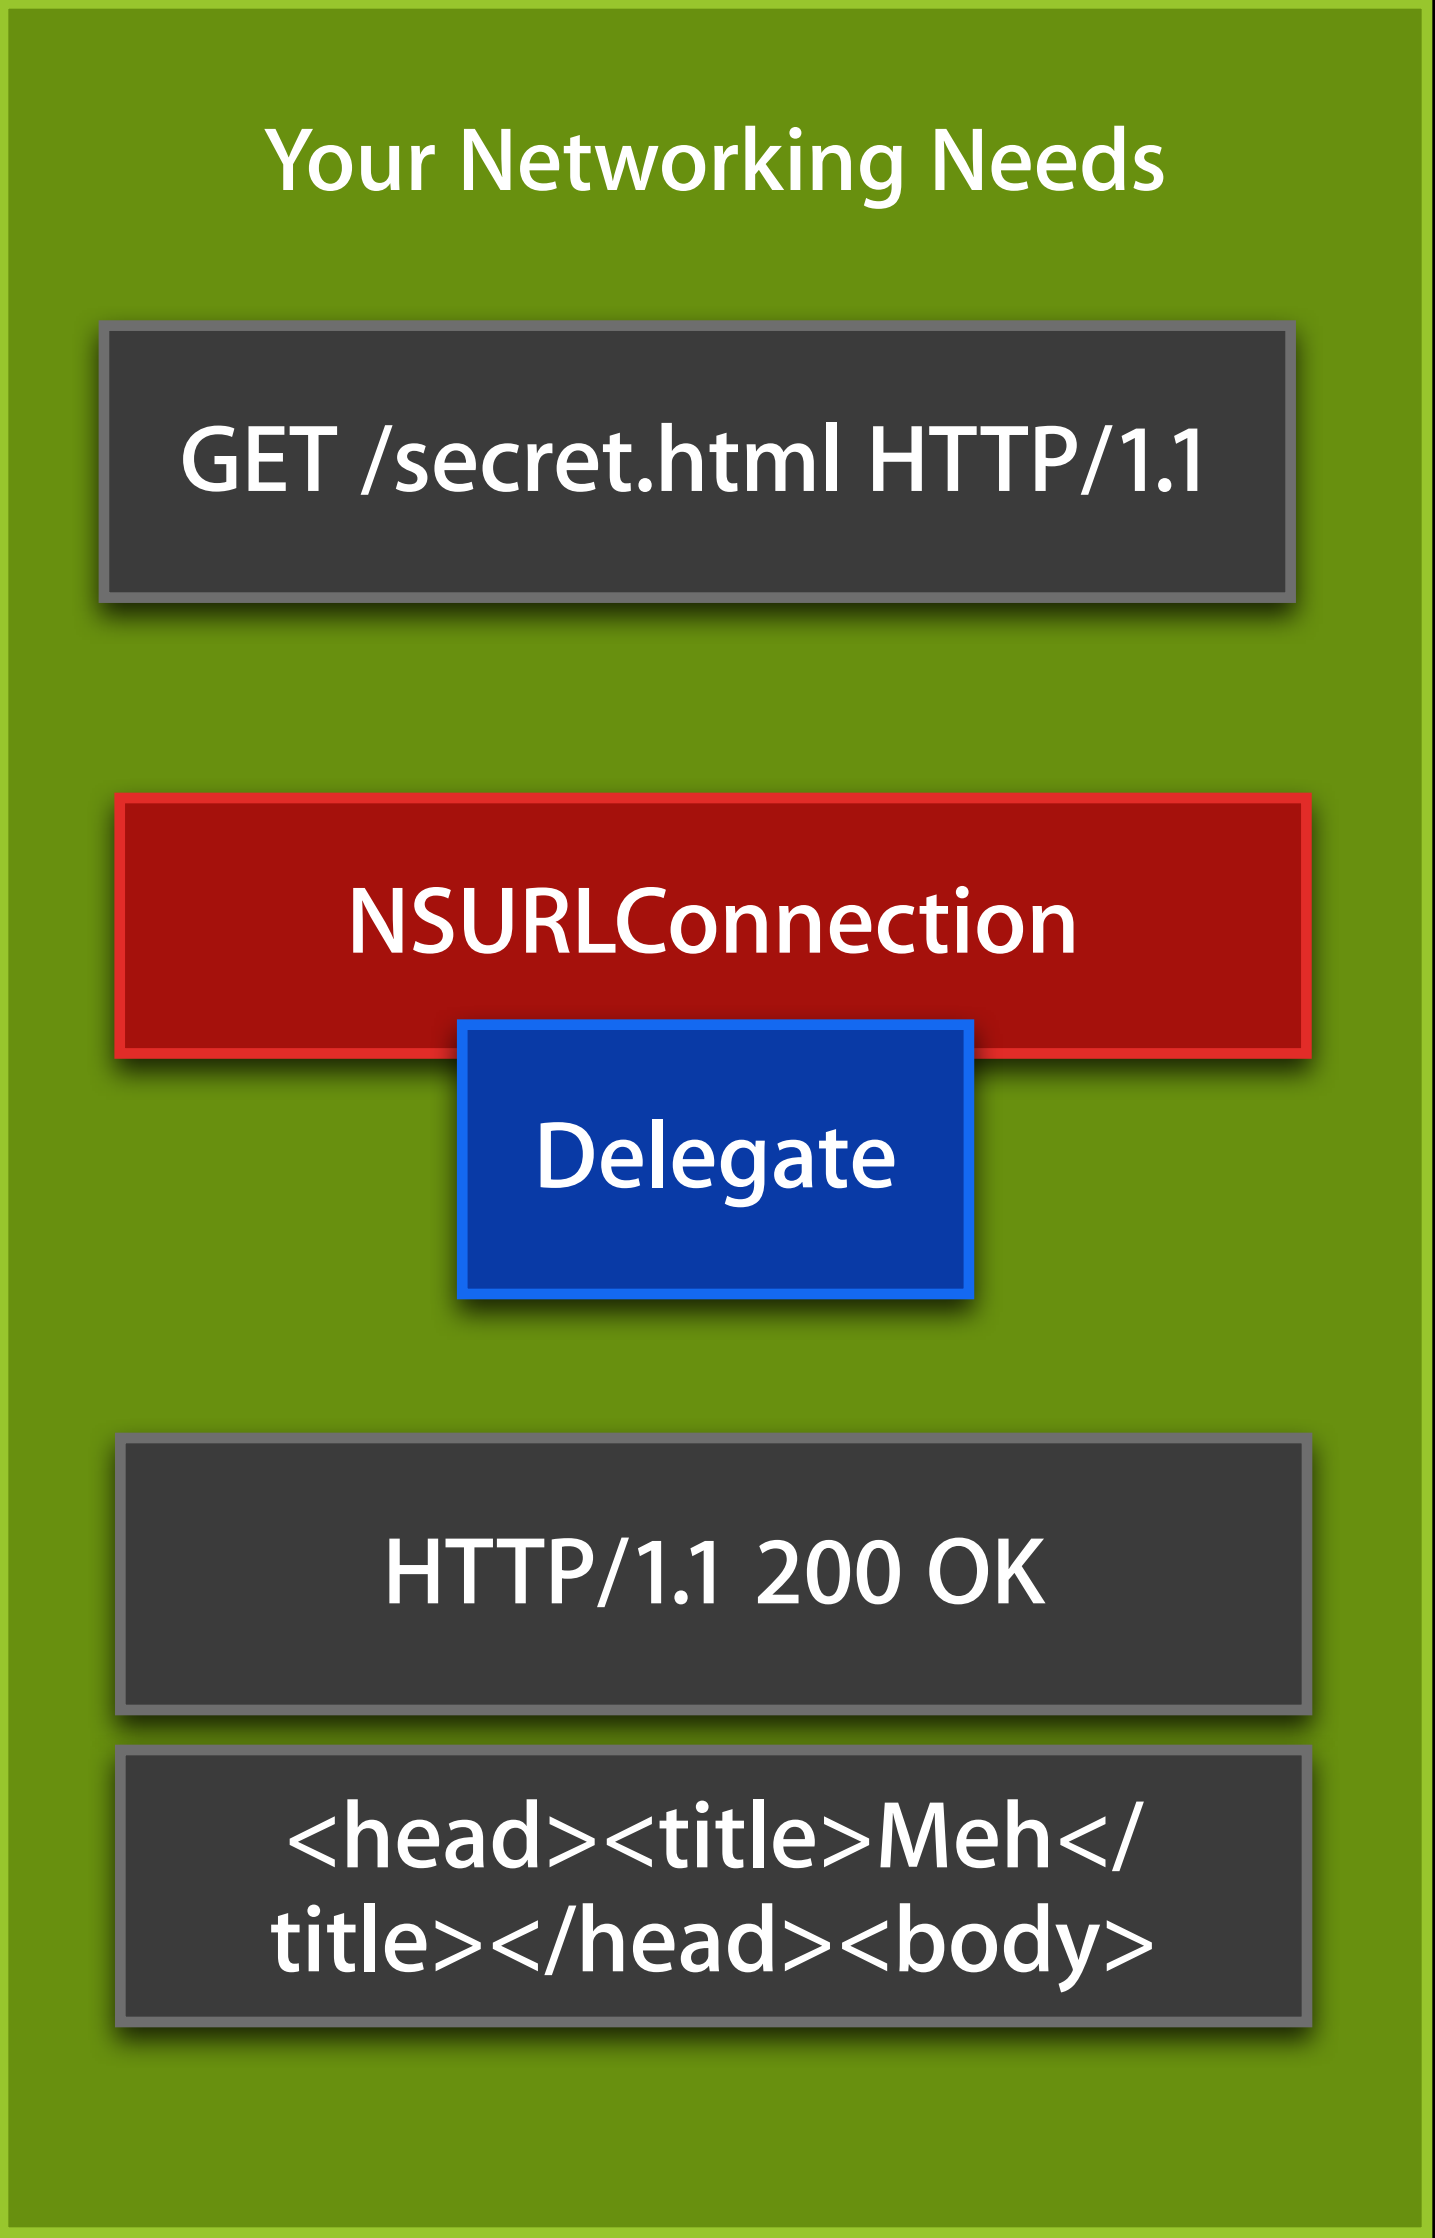 Your Networking Needs
GET /secret.html HTTP/1.1
NSURLConnection
Delegate
HTTP/1.1 200 OK
<head><title>Meh</
title></head><body>